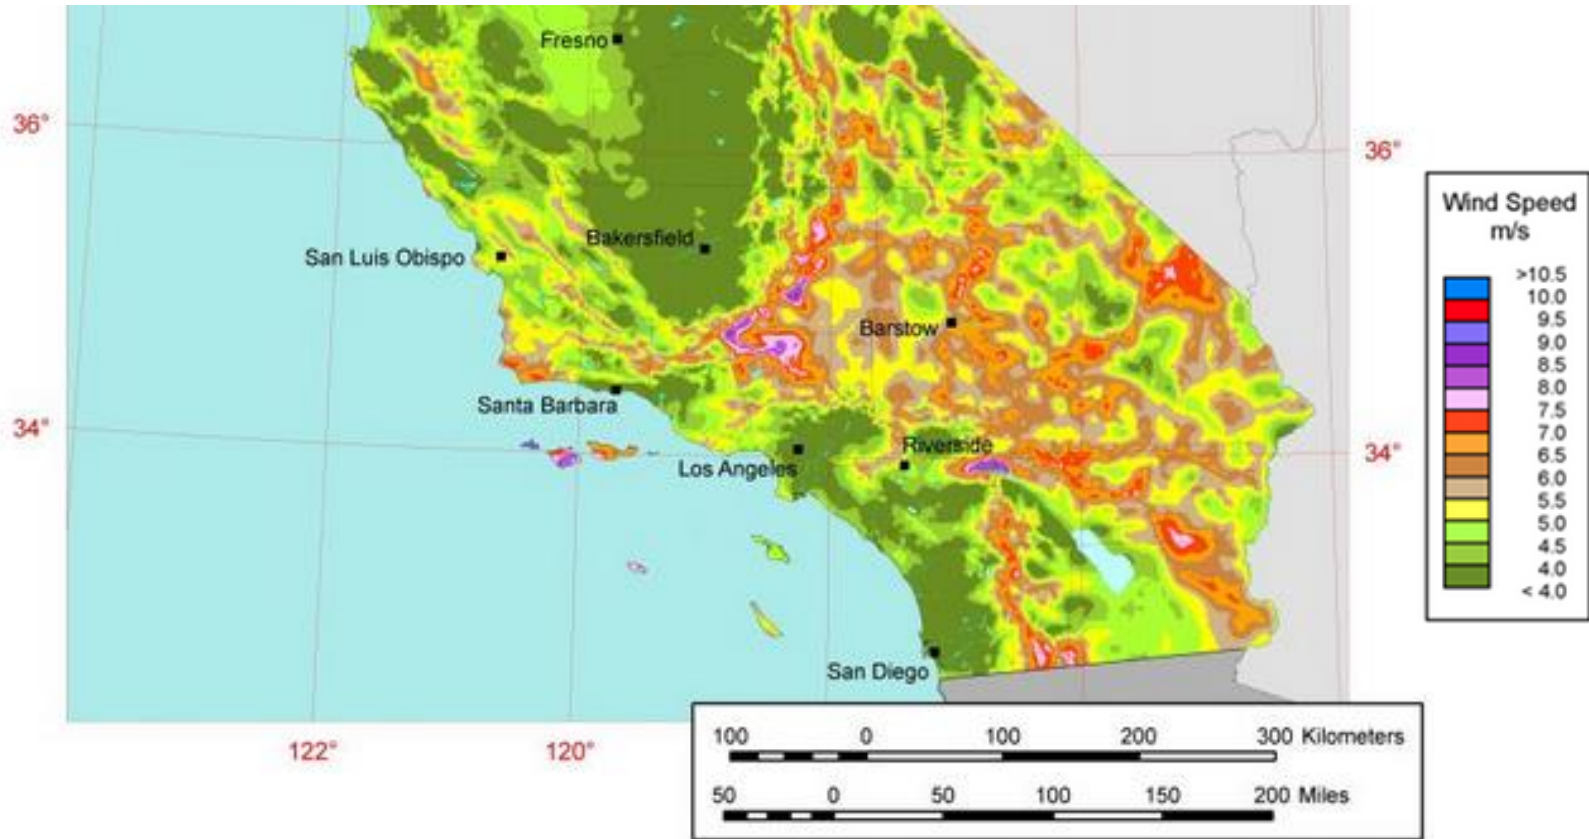 Fresno
36°
36°
Bakersfield
San Luis Obispo
Barstow
Santa Barbara
34°
34°
Riverside
Los Angeles
San Diego
122°
120°
Wind Speed
m/s
>10.5
10.0
9.5
9.0
8.5
8.0
7.5
7.0
6.5
6.0
5.5
5.0
4.5
4.0
< 4.0
100 0 100 200 300 Kilometers
50 0 50 100 150 200 Miles